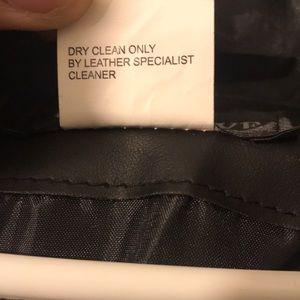 DRY CLEAN ONLY
BY LEATHER SPECIALIST
CLEANER